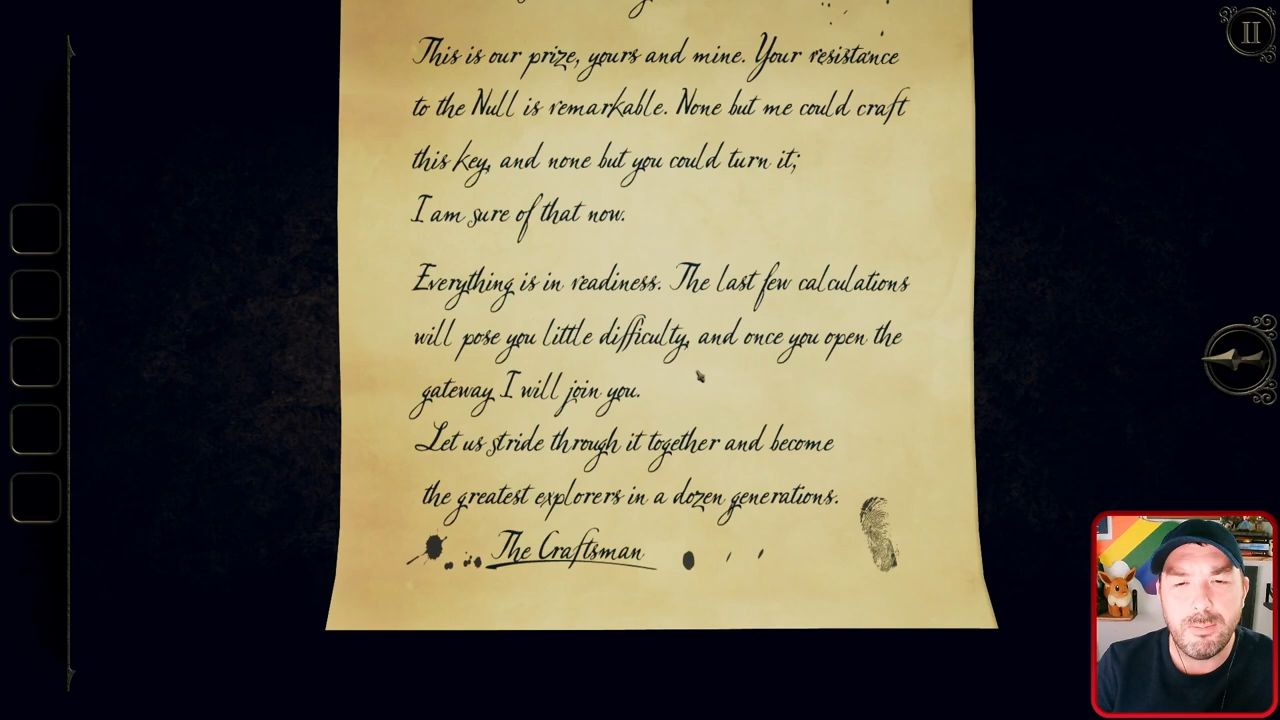 This is our prize, yours and mine. Your resistance
to the Null is remarkable. None but me could craft
this key, and none but you could turn it;
I am sure of that now.
Everything is in readiness. The last few calculations
will pose you little difficulty, and once you open the
gateway I will join you.
Let us stride through it together and become
the greatest explorers in a dozen generations.
The Craftsman